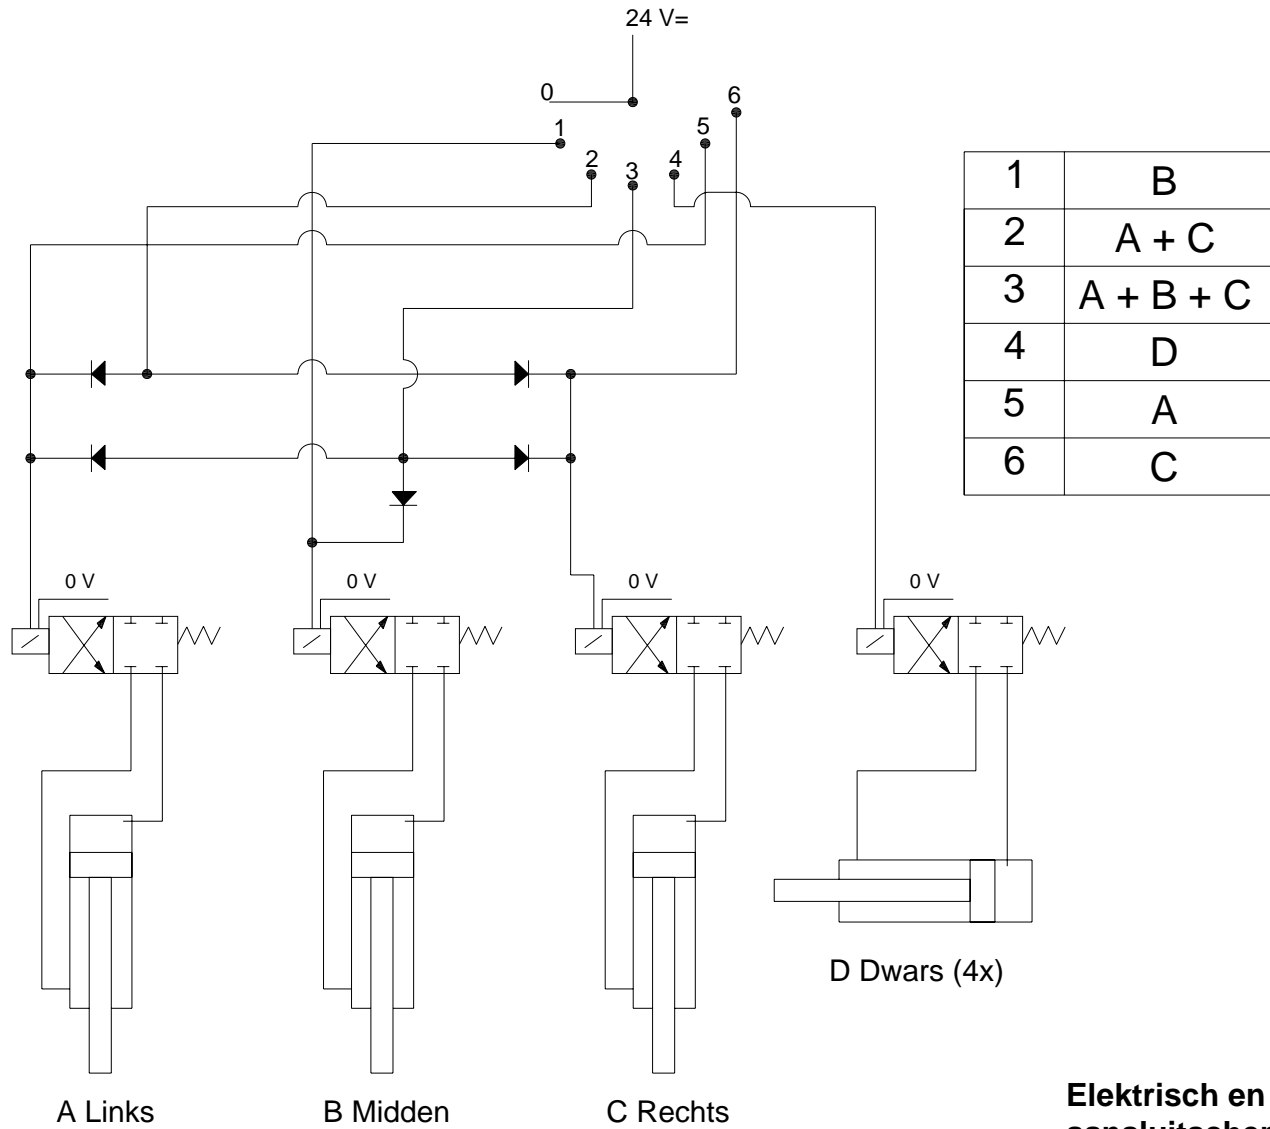 24 V=
0
1
2
3
4
5
6
1 B
2 A + C
3 A + B + C
4 D
5 A
6 C
0 V
0 V
0 V
0 V
D Dwars (4x)
A Links
B Midden
C Rechts
Elektrisch en